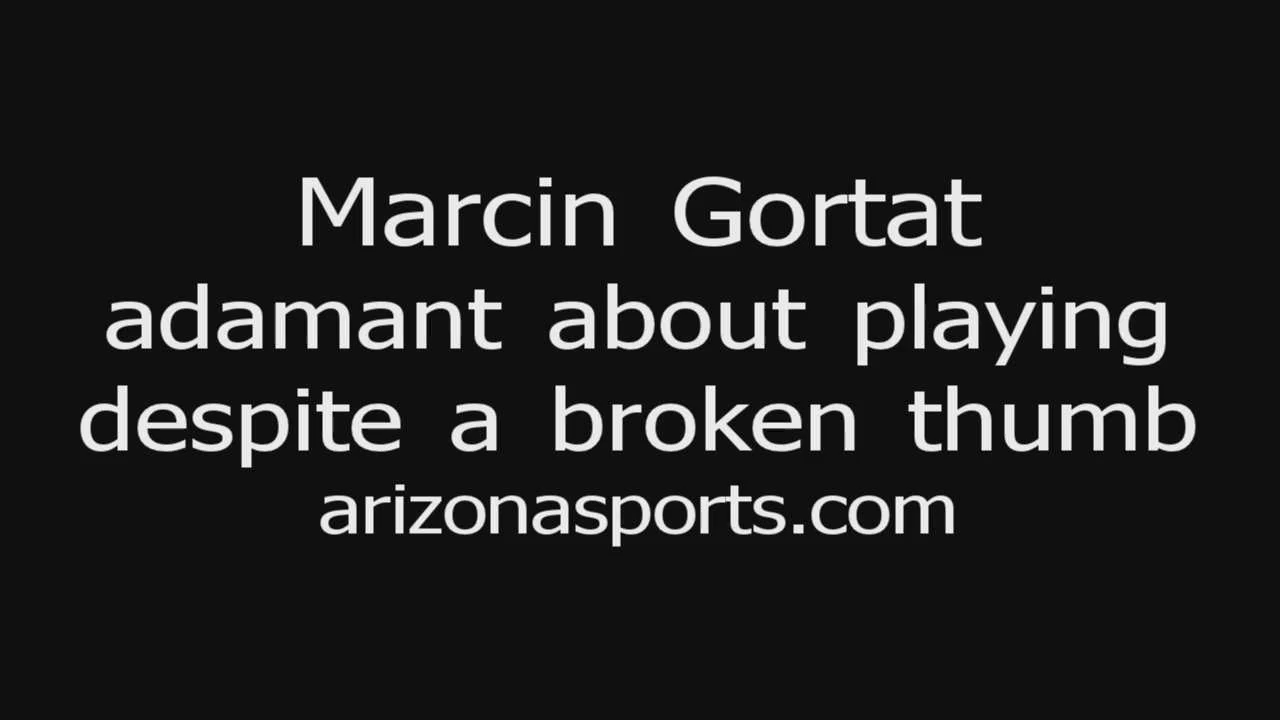 Marcin Gortat
adamant about playing
despite a broken thumb
arizonasports.com